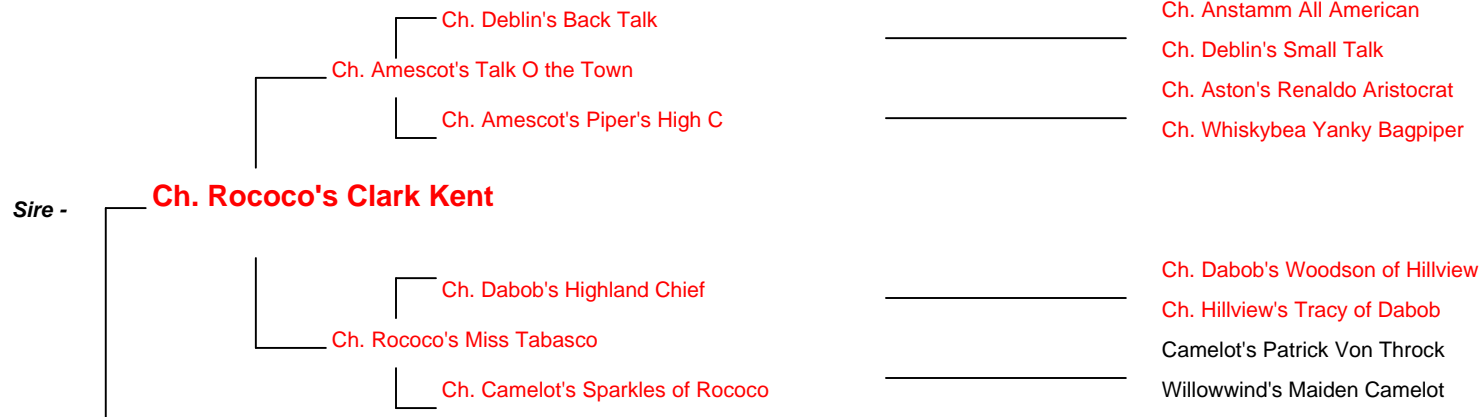 Ch. Anstamm All American
Ch. Deblin's Back Talk
Ch. Deblin's Small Talk
Ch. Amescot's Talk O the Town
Ch. Aston's Renaldo Aristocrat
Ch. Amescot's Piper's High C
Ch. Whiskybea Yanky Bagpiper
Sire - Ch. Rococo's Clark Kent
Ch. Dabob's Woodson of Hillview
Ch. Dabob's Highland Chief
Ch. Hillview's Tracy of Dabob
Ch. Rococo's Miss Tabasco
Camelot's Patrick Von Throck
Ch. Camelot's Sparkles of Rococo
Willowwind's Maiden Camelot